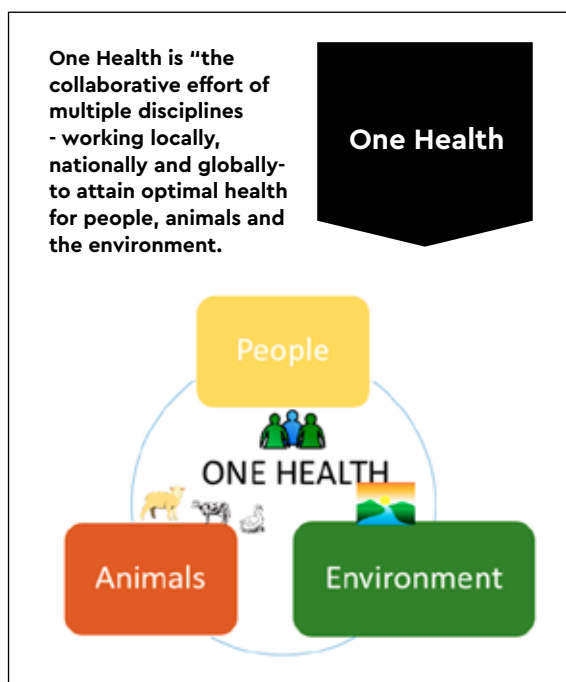 One Health is “the
collaborative effort of
multiple disciplines
- working locally,
nationally and globally-
to attain optimal health
for people, animals and
the environment.
One Health
People
ONE HEALTH
Animals
Environment